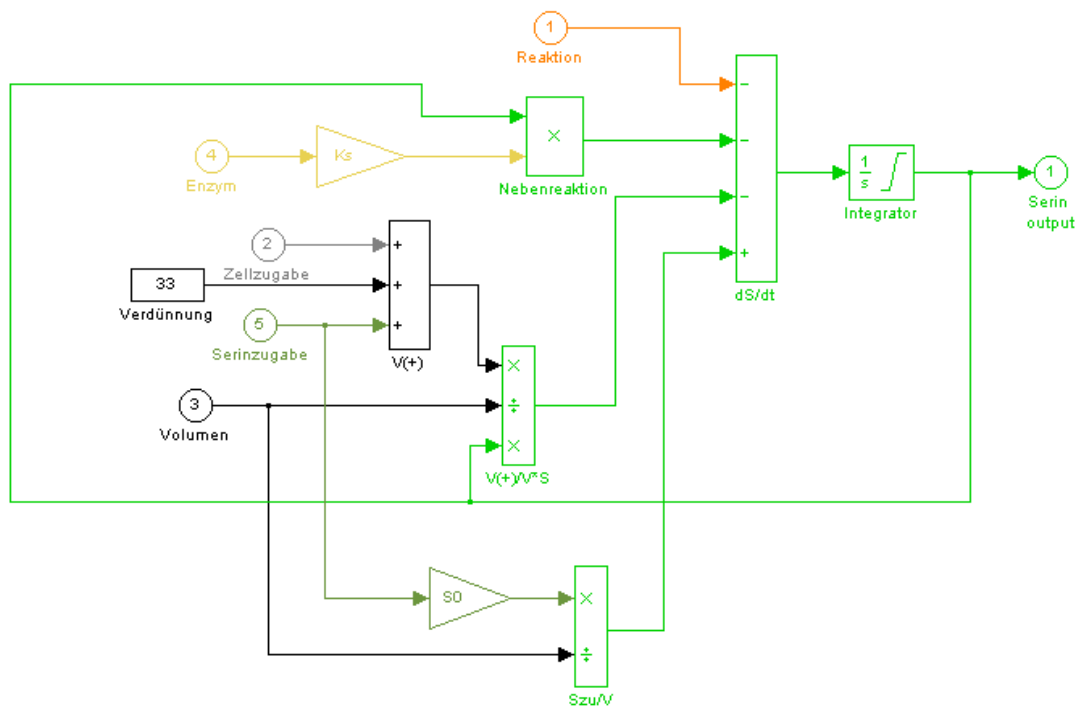 1
Reaktion
−
×
Nebenreaktion
−
4
Ks
Enzym
1
s
Integrator
1
Serin
output
−
2
+
Zellzugabe
+
dS/dt
33
+
Verdünnung
5
+
Serinzugabe
V(+)
×
3
÷
Volumen
×
V(+)/V*S
S0
×
÷
Szu/V